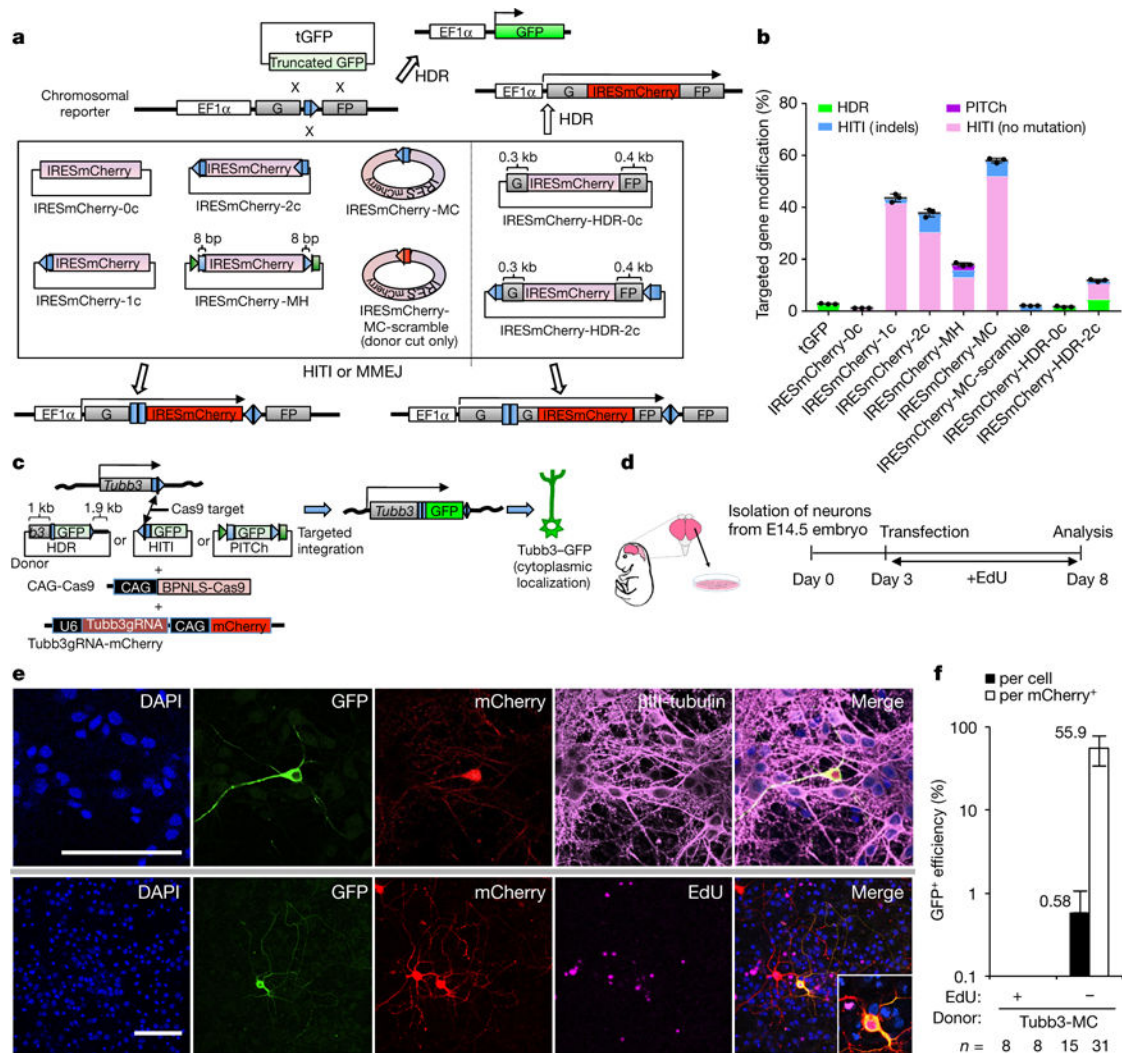 a
tGFP
Truncated GFP
EF1α
GFP
HDR
Chromosomal
reporter
X
X
EF1α
G
FP
X
EF1α
G
IRESmCherry
FP
HDR
IRESmCherry
IRESmCherry-0c
IRESmCherry
IRESmCherry-2c
IRES mCherry
IRESmCherry-MC
0.3 kb
0.4 kb
G
IRESmCherry
FP
IRESmCherry-HDR-0c
IRESmCherry
IRESmCherry-1c
8 bp
8 bp
IRESmCherry
IRESmCherry-MH
IRES mCherry
IRESmCherry-
MC-scramble
(donor cut only)
0.3 kb
0.4 kb
G
IRESmCherry
FP
IRESmCherry-HDR-2c
HITI or MMEJ
EF1α
G
IRESmCherry
FP
EF1α
G
G
IRESmCherry
FP
FP
b
HDR
PITCh
HITI (indels)
HITI (no mutation)
Targeted gene modification (%)
80
60
40
20
0
tGFP
IRESmCherry-0c
IRESmCherry-1c
IRESmCherry-2c
IRESmCherry-MH
IRESmCherry-MC
IRESmCherry-MC-scramble
IRESmCherry-HDR-0c
IRESmCherry-HDR-2c
c
Tubb3
1 kb
1.9 kb
Cas9 target
b3
GFP
or
GFP
or
GFP
HDR
HITI
PITCh
Donor
Targeted
integration
+
CAG-Cas9
CAG
BPNLS-Cas9
+
U6
Tubb3gRNA
CAG
mCherry
Tubb3gRNA-mCherry
Tubb3
GFP
Tubb3–GFP
(cytoplasmic
localization)
d
Isolation of neurons
from E14.5 embryo
Transfection
Analysis
+EdU
Day 0
Day 3
Day 8
e
DAPI
GFP
mCherry
βIII-tubulin
Merge
DAPI
GFP
mCherry
EdU
Merge
f
per cell
per mCherry⁺
GFP⁺ efficiency (%)
100
10
1
0.1
55.9
0.58
EdU:
+
−
Donor:
Tubb3-MC
n =
8
8
15
31